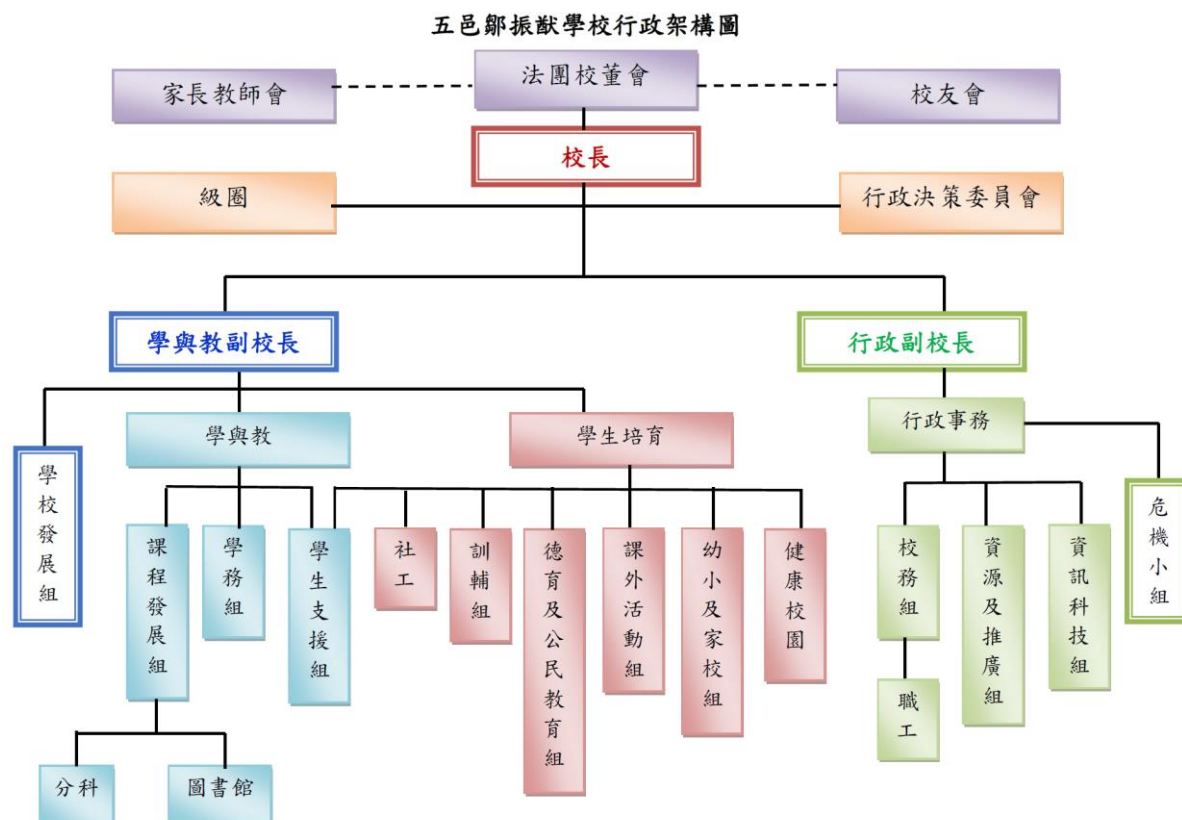 五邑鄒振猷學校行政架構圖
家長教師會
法團校董會
校友會
校長
級圈
行政決策委員會
學與教副校長
行政副校長
學與教
學生培育
行政事務
學校發展組
課程發展組
學務組
學生支援組
社工
訓輔組
德育及公民教育組
課外活動組
幼小及家校組
健康校園
校務組
資源及推廣組
資訊科技組
危機小組
職工
分科
圖書館